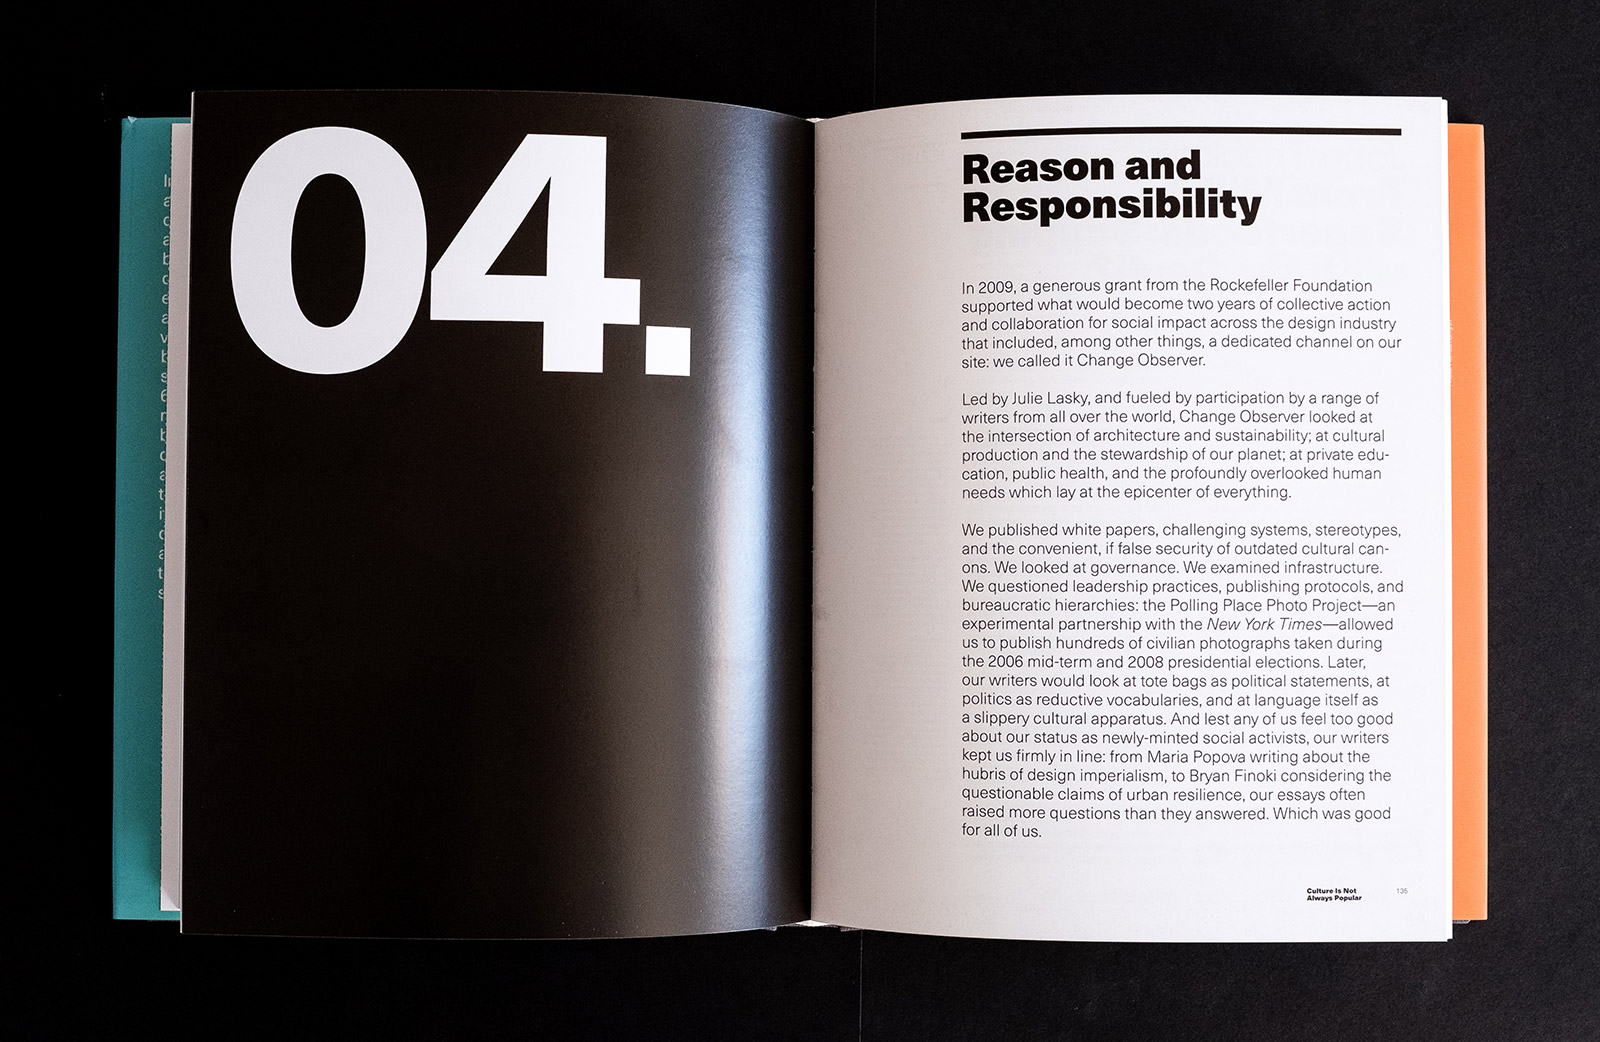 04.
Reason and
Responsibility
In 2009, a generous grant from the Rockefeller Foundation
supported what would become two years of collective action
and collaboration for social impact across the design industry
that included, among other things, a dedicated channel on our
site: we called it Change Observer.
Led by Julie Lasky, and fueled by participation by a range of
writers from all over the world, Change Observer looked at
the intersection of architecture and sustainability; at cultural
production and the stewardship of our planet; at private edu-
cation, public health, and the profoundly overlooked human
needs which lay at the epicenter of everything.
We published white papers, challenging systems, stereotypes,
and the convenient, if false security of outdated cultural can-
ons. We looked at governance. We examined infrastructure.
We questioned leadership practices, publishing protocols, and
bureaucratic hierarchies: the Polling Place Photo Project—an
experimental partnership with the New York Times—allowed
us to publish hundreds of civilian photographs taken during
the 2006 mid-term and 2008 presidential elections. Later,
our writers would look at tote bags as political statements, at
politics as reductive vocabularies, and at language itself as
a slippery cultural apparatus. And lest any of us feel too good
about our status as newly-minted social activists, our writers
kept us firmly in line: from Maria Popova writing about the
hubris of design imperialism, to Bryan Finoki considering the
questionable claims of urban resilience, our essays often
raised more questions than they answered. Which was good
for all of us.
Culture Is Not
Always Popular
135